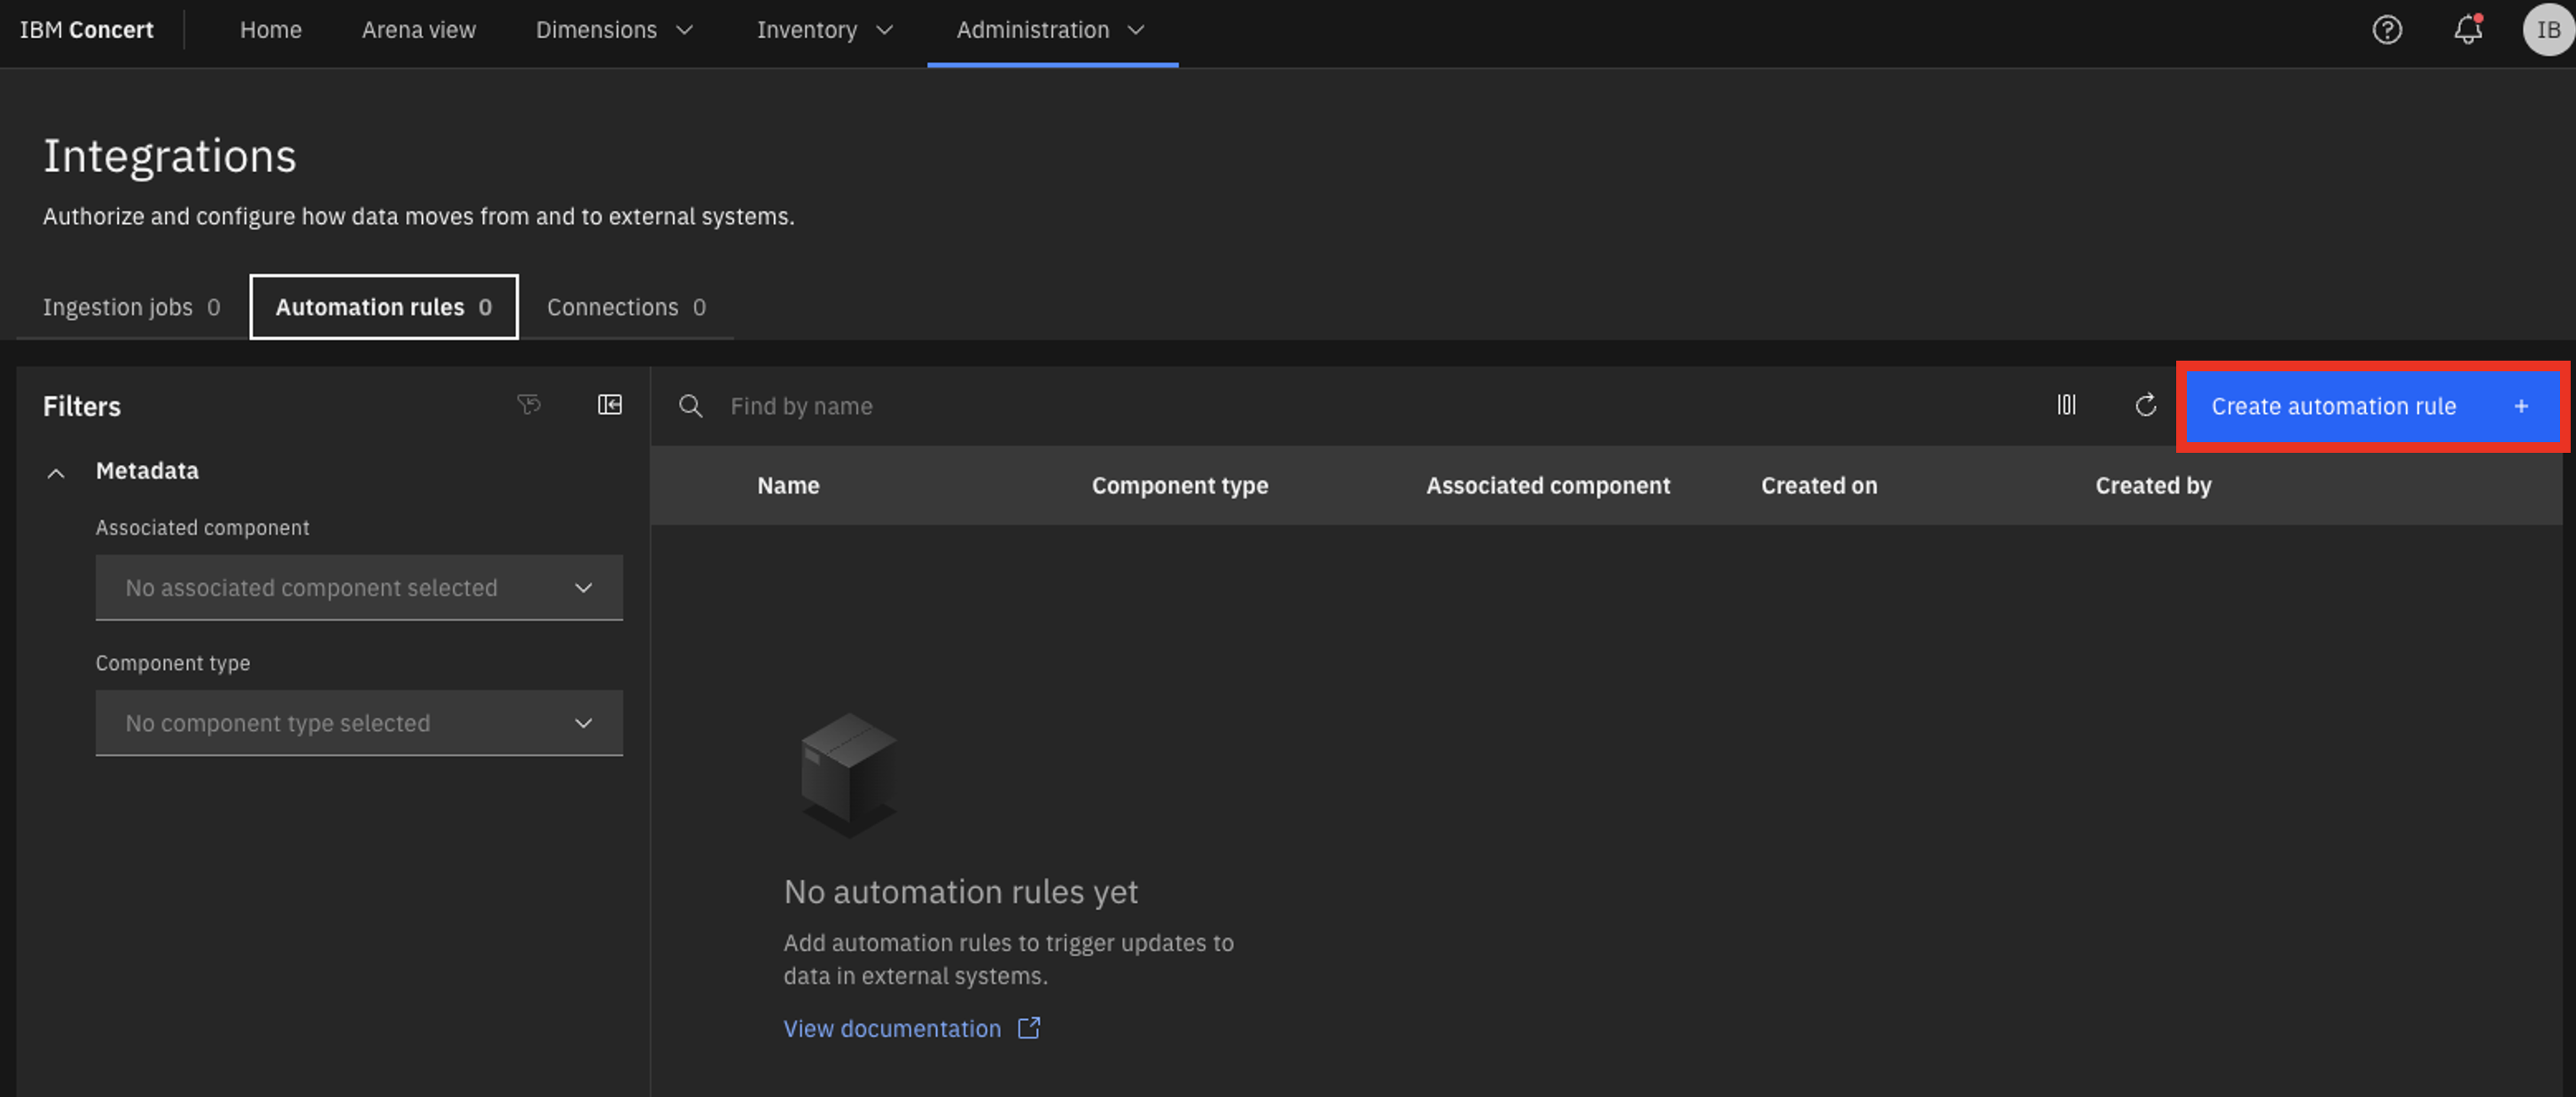 IBM Concert
Home
Arena view
Dimensions
Inventory
Administration
IB
Integrations
Authorize and configure how data moves from and to external systems.
Ingestion jobs 0
Automation rules 0
Connections 0
Filters
Find by name
Create automation rule +
Metadata
Associated component
No associated component selected
Component type
No component type selected
Name
Component type
Associated component
Created on
Created by
No automation rules yet
Add automation rules to trigger updates to
data in external systems.
View documentation